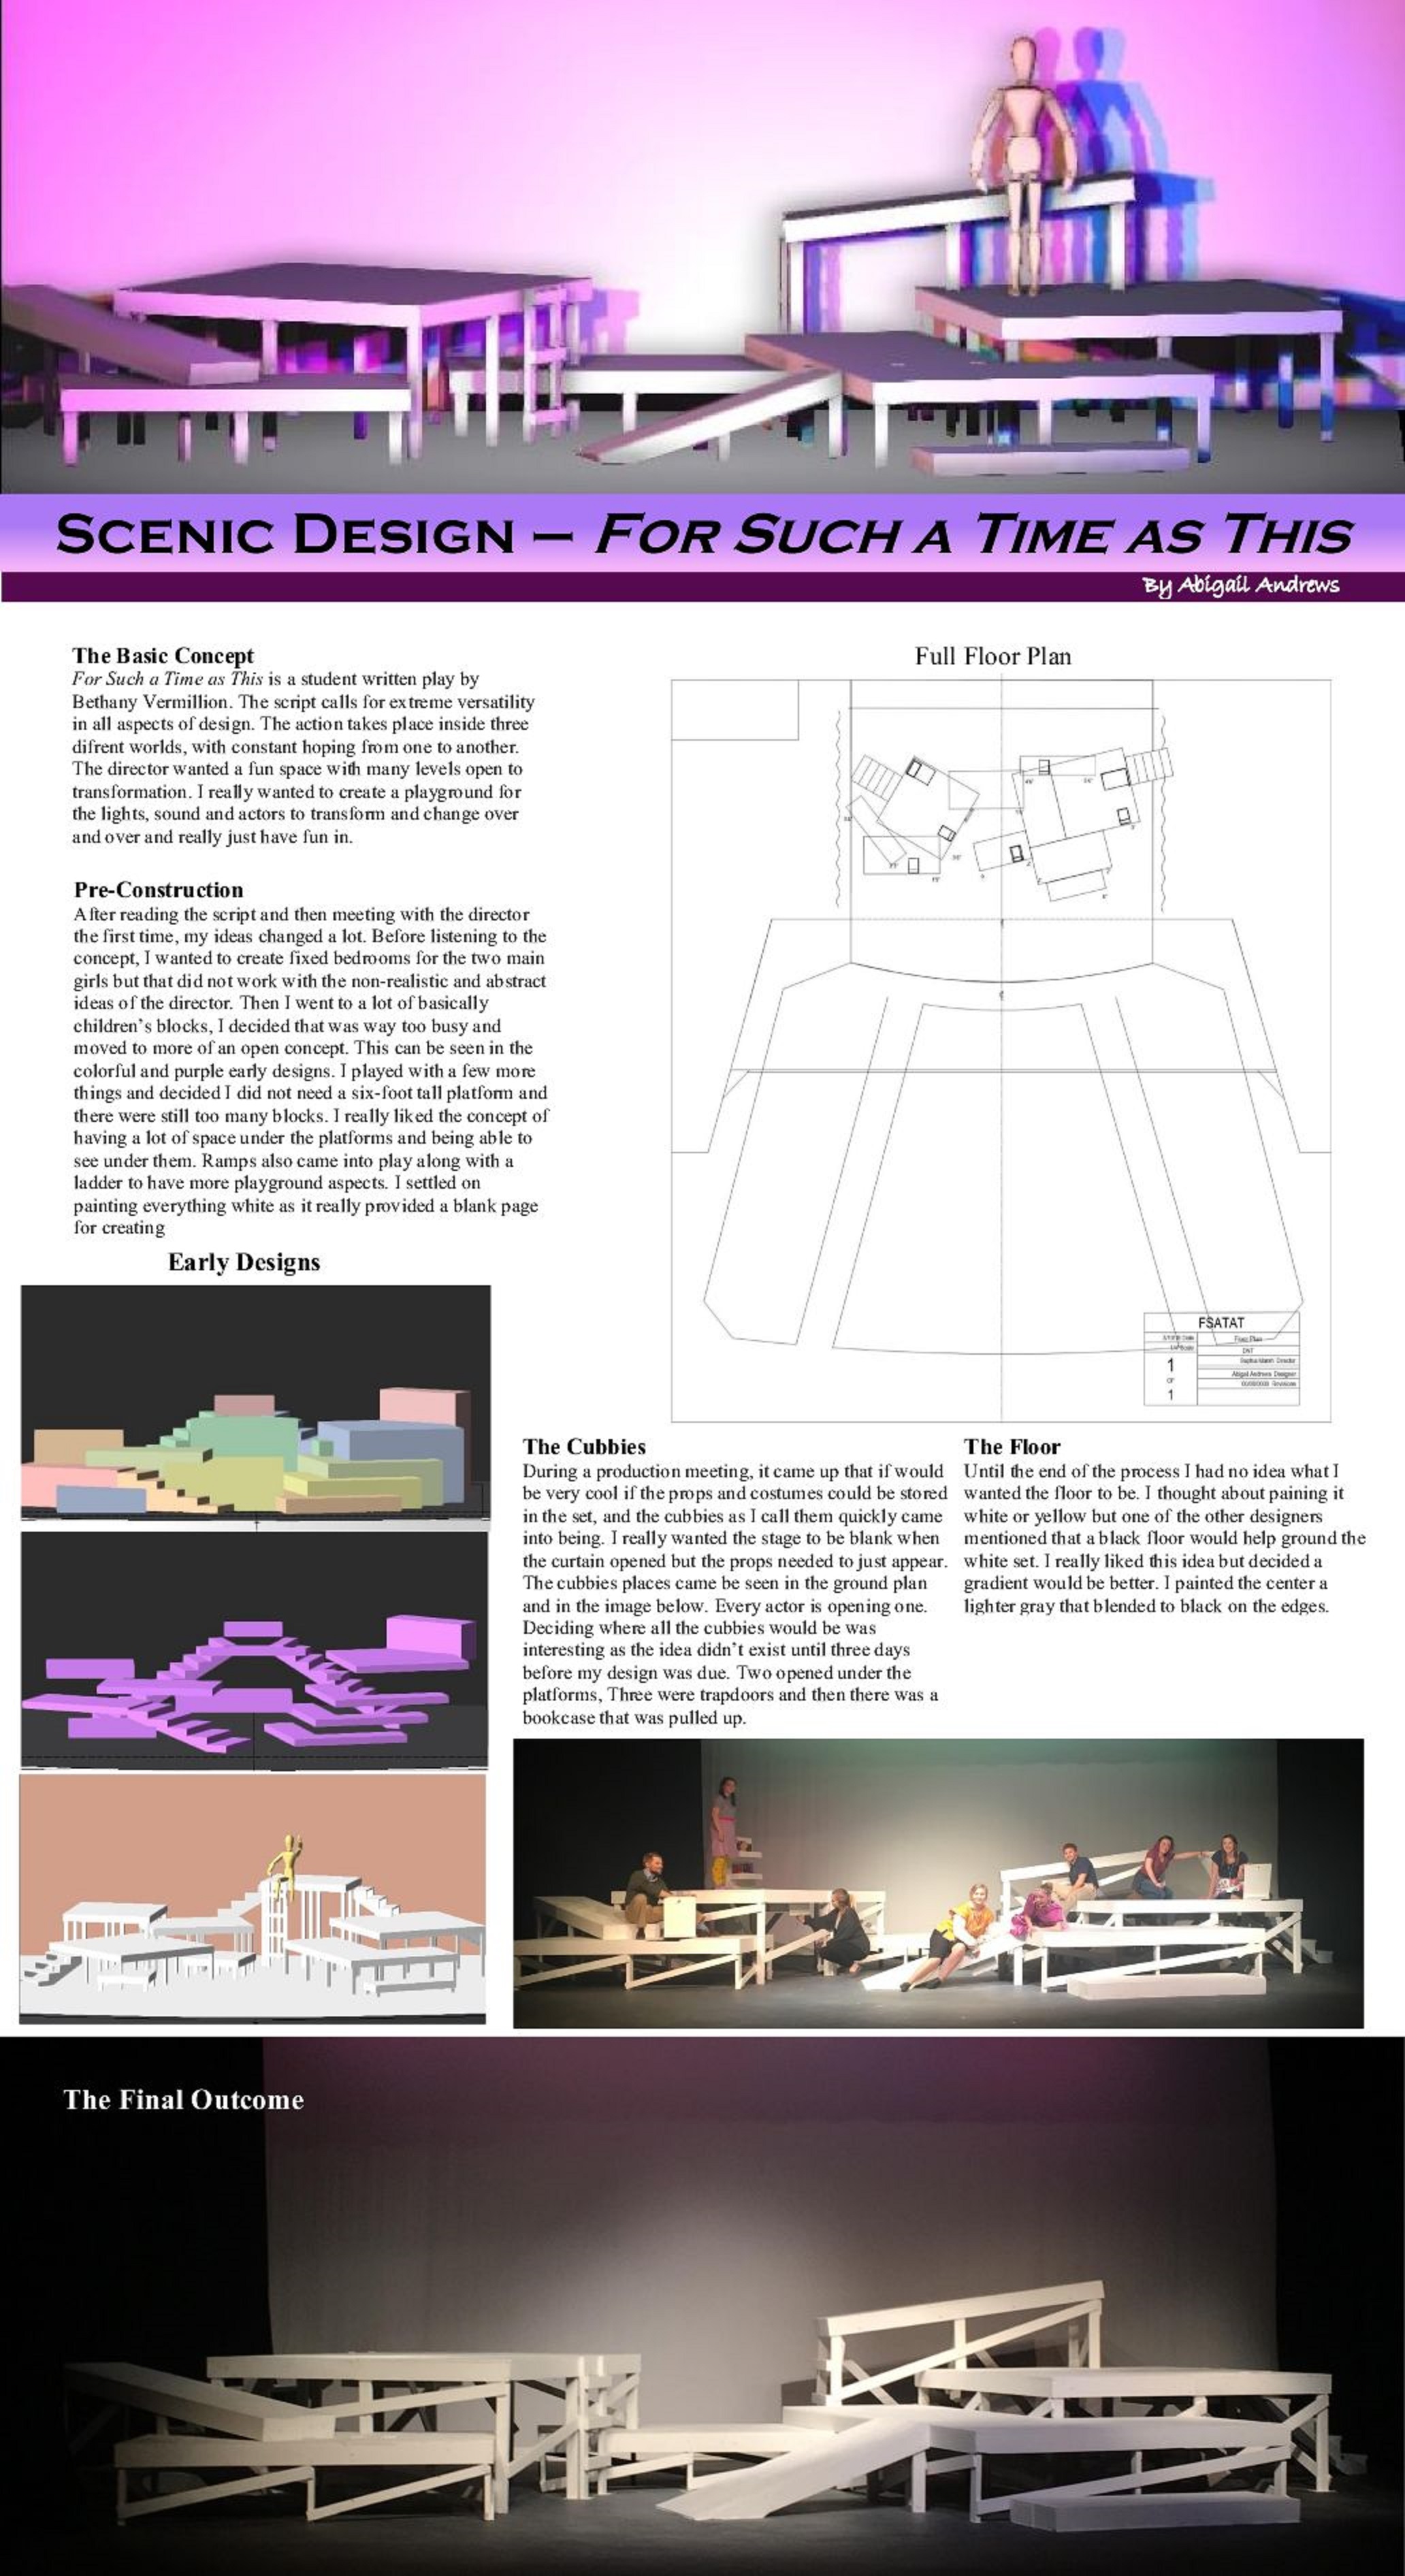 SCENIC DESIGN – FOR SUCH A TIME AS THIS
By Abigail Andrews
The Basic Concept
For Such a Time as This is a student written play by
Bethany Vermillion. The script calls for extreme versatility
in all aspects of design. The action takes place inside three
difrent worlds, with constant hoping from one to another.
The director wanted a fun space with many levels open to
transformation. I really wanted to create a playground for
the lights, sound and actors to transform and change over
and over and really just have fun in.
Pre-Construction
After reading the script and then meeting with the director
the first time, my ideas changed a lot. Before listening to the
concept, I wanted to create fixed bedrooms for the two main
girls but that did not work with the non-realistic and abstract
ideas of the director. Then I went to a lot of basically
children's blocks, I decided that was way too busy and
moved to more of an open concept. This can be seen in the
colorful and purple early designs. I played with a few more
things and decided I did not need a six-foot tall platform and
there were still too many blocks. I really liked the concept of
having a lot of space under the platforms and being able to
see under them. Ramps also came into play along with a
ladder to have more playground aspects. I settled on
painting everything white as it really provided a blank page
for creating
Early Designs
Full Floor Plan
FSATAT
Floor Plan
Abigail Andrews Designer
1
OF
1
The Cubbies
During a production meeting, it came up that if would
be very cool if the props and costumes could be stored
in the set, and the cubbies as I call them quickly came
into being. I really wanted the stage to be blank when
the curtain opened but the props needed to just appear.
The cubbies places came be seen in the ground plan
and in the image below. Every actor is opening one.
Deciding where all the cubbies would be was
interesting as the idea didn't exist until three days
before my design was due. Two opened under the
platforms, Three were trapdoors and then there was a
bookcase that was pulled up.
The Floor
Until the end of the process I had no idea what I
wanted the floor to be. I thought about paining it
white or yellow but one of the other designers
mentioned that a black floor would help ground the
white set. I really liked this idea but decided a
gradient would be better. I painted the center a
lighter gray that blended to black on the edges.
The Final Outcome